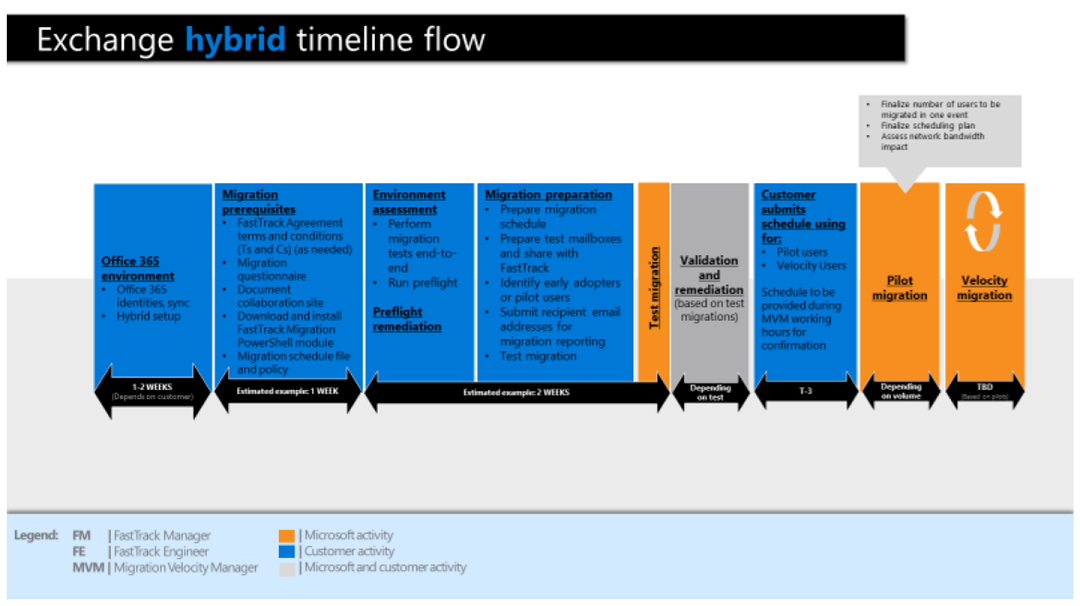 Exchange hybrid timeline flow
• Finalize number of users to be
migrated in one event
• Finalize scheduling plan
• Assess network bandwidth
impact
Office 365
environment
• Office 365
identities, sync
• Hybrid setup
1-2 WEEKS
(Depends on customer)
Migration
prerequisites
• FastTrack Agreement
terms and conditions
(Ts and Cs) (as needed)
• Migration
questionnaire
• Document
collaboration site
• Download and install
FastTrack Migration
PowerShell module
• Migration schedule file
and policy
Estimated example: 1 WEEK
Environment
assessment
• Perform
migration
tests end-to-
end
• Run preflight
Preflight
remediation
Migration preparation
• Prepare migration
schedule
• Prepare test mailboxes
and share with
FastTrack
• Identify early adopters
or pilot users
• Submit recipient email
addresses for
migration reporting
• Test migration
Test migration
Estimated example: 2 WEEKS
Validation
and
remediation
(based on test
migrations)
Depending
on test
Customer
submits
schedule using
for:
• Pilot users
• Velocity Users
Schedule to be
provided during
MVM working
hours for
confirmation
T-3
Pilot
migration
Depending
on volume
Velocity
migration
TBD
(Based on pilots)
Legend:
FM | FastTrack Manager
FE | FastTrack Engineer
MVM | Migration Velocity Manager
| Microsoft activity
| Customer activity
| Microsoft and customer activity